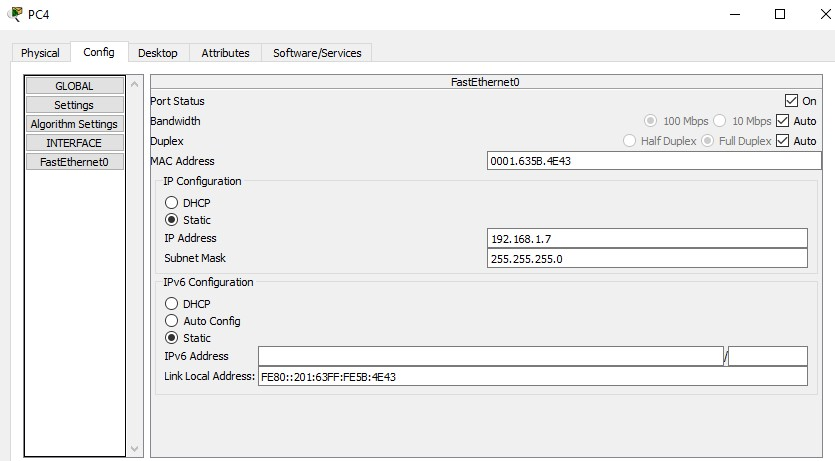 PC4
Physical Config Desktop Attributes Software/Services
GLOBAL
Settings
Algorithm Settings
INTERFACE
FastEthernet0
FastEthernet0
Port Status On
Bandwidth 100 Mbps 10 Mbps Auto
Duplex Half Duplex Full Duplex Auto
MAC Address 0001.635B.4E43
IP Configuration
DHCP
Static
IP Address 192.168.1.7
Subnet Mask 255.255.255.0
IPv6 Configuration
DHCP
Auto Config
Static
IPv6 Address /
Link Local Address: FE80::201:63FF:FE5B:4E43